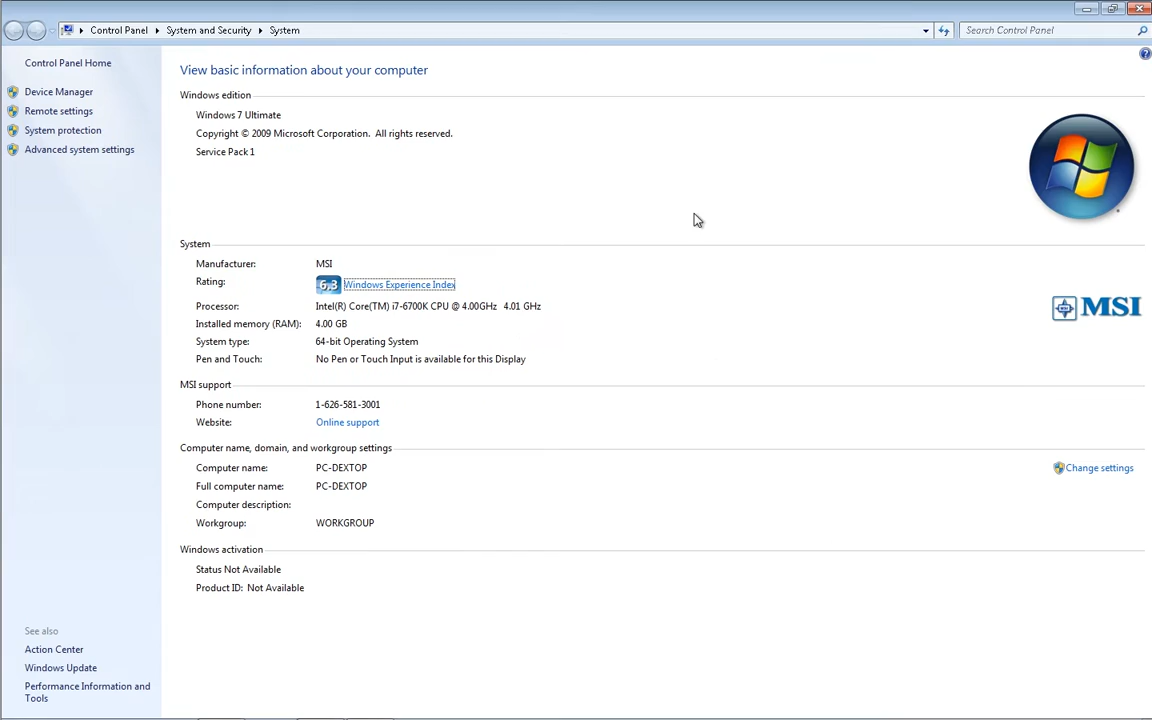 Control Panel System and Security System
Search Control Panel
Control Panel Home
Device Manager
Remote settings
System protection
Advanced system settings
See also
Action Center
Windows Update
Performance Information and
Tools
View basic information about your computer
Windows edition
Windows 7 Ultimate
Copyright © 2009 Microsoft Corporation. All rights reserved.
Service Pack 1
System
Manufacturer: MSI
Rating: 6,3 Windows Experience Index
Processor: Intel(R) Core(TM) i7-6700K CPU @ 4.00GHz 4.01 GHz
Installed memory (RAM): 4.00 GB
System type: 64-bit Operating System
Pen and Touch: No Pen or Touch Input is available for this Display
MSI
MSI support
Phone number: 1-626-581-3001
Website: Online support
Computer name, domain, and workgroup settings
Computer name: PC-DEXTOP
Change settings
Full computer name: PC-DEXTOP
Computer description:
Workgroup: WORKGROUP
Windows activation
Status Not Available
Product ID: Not Available